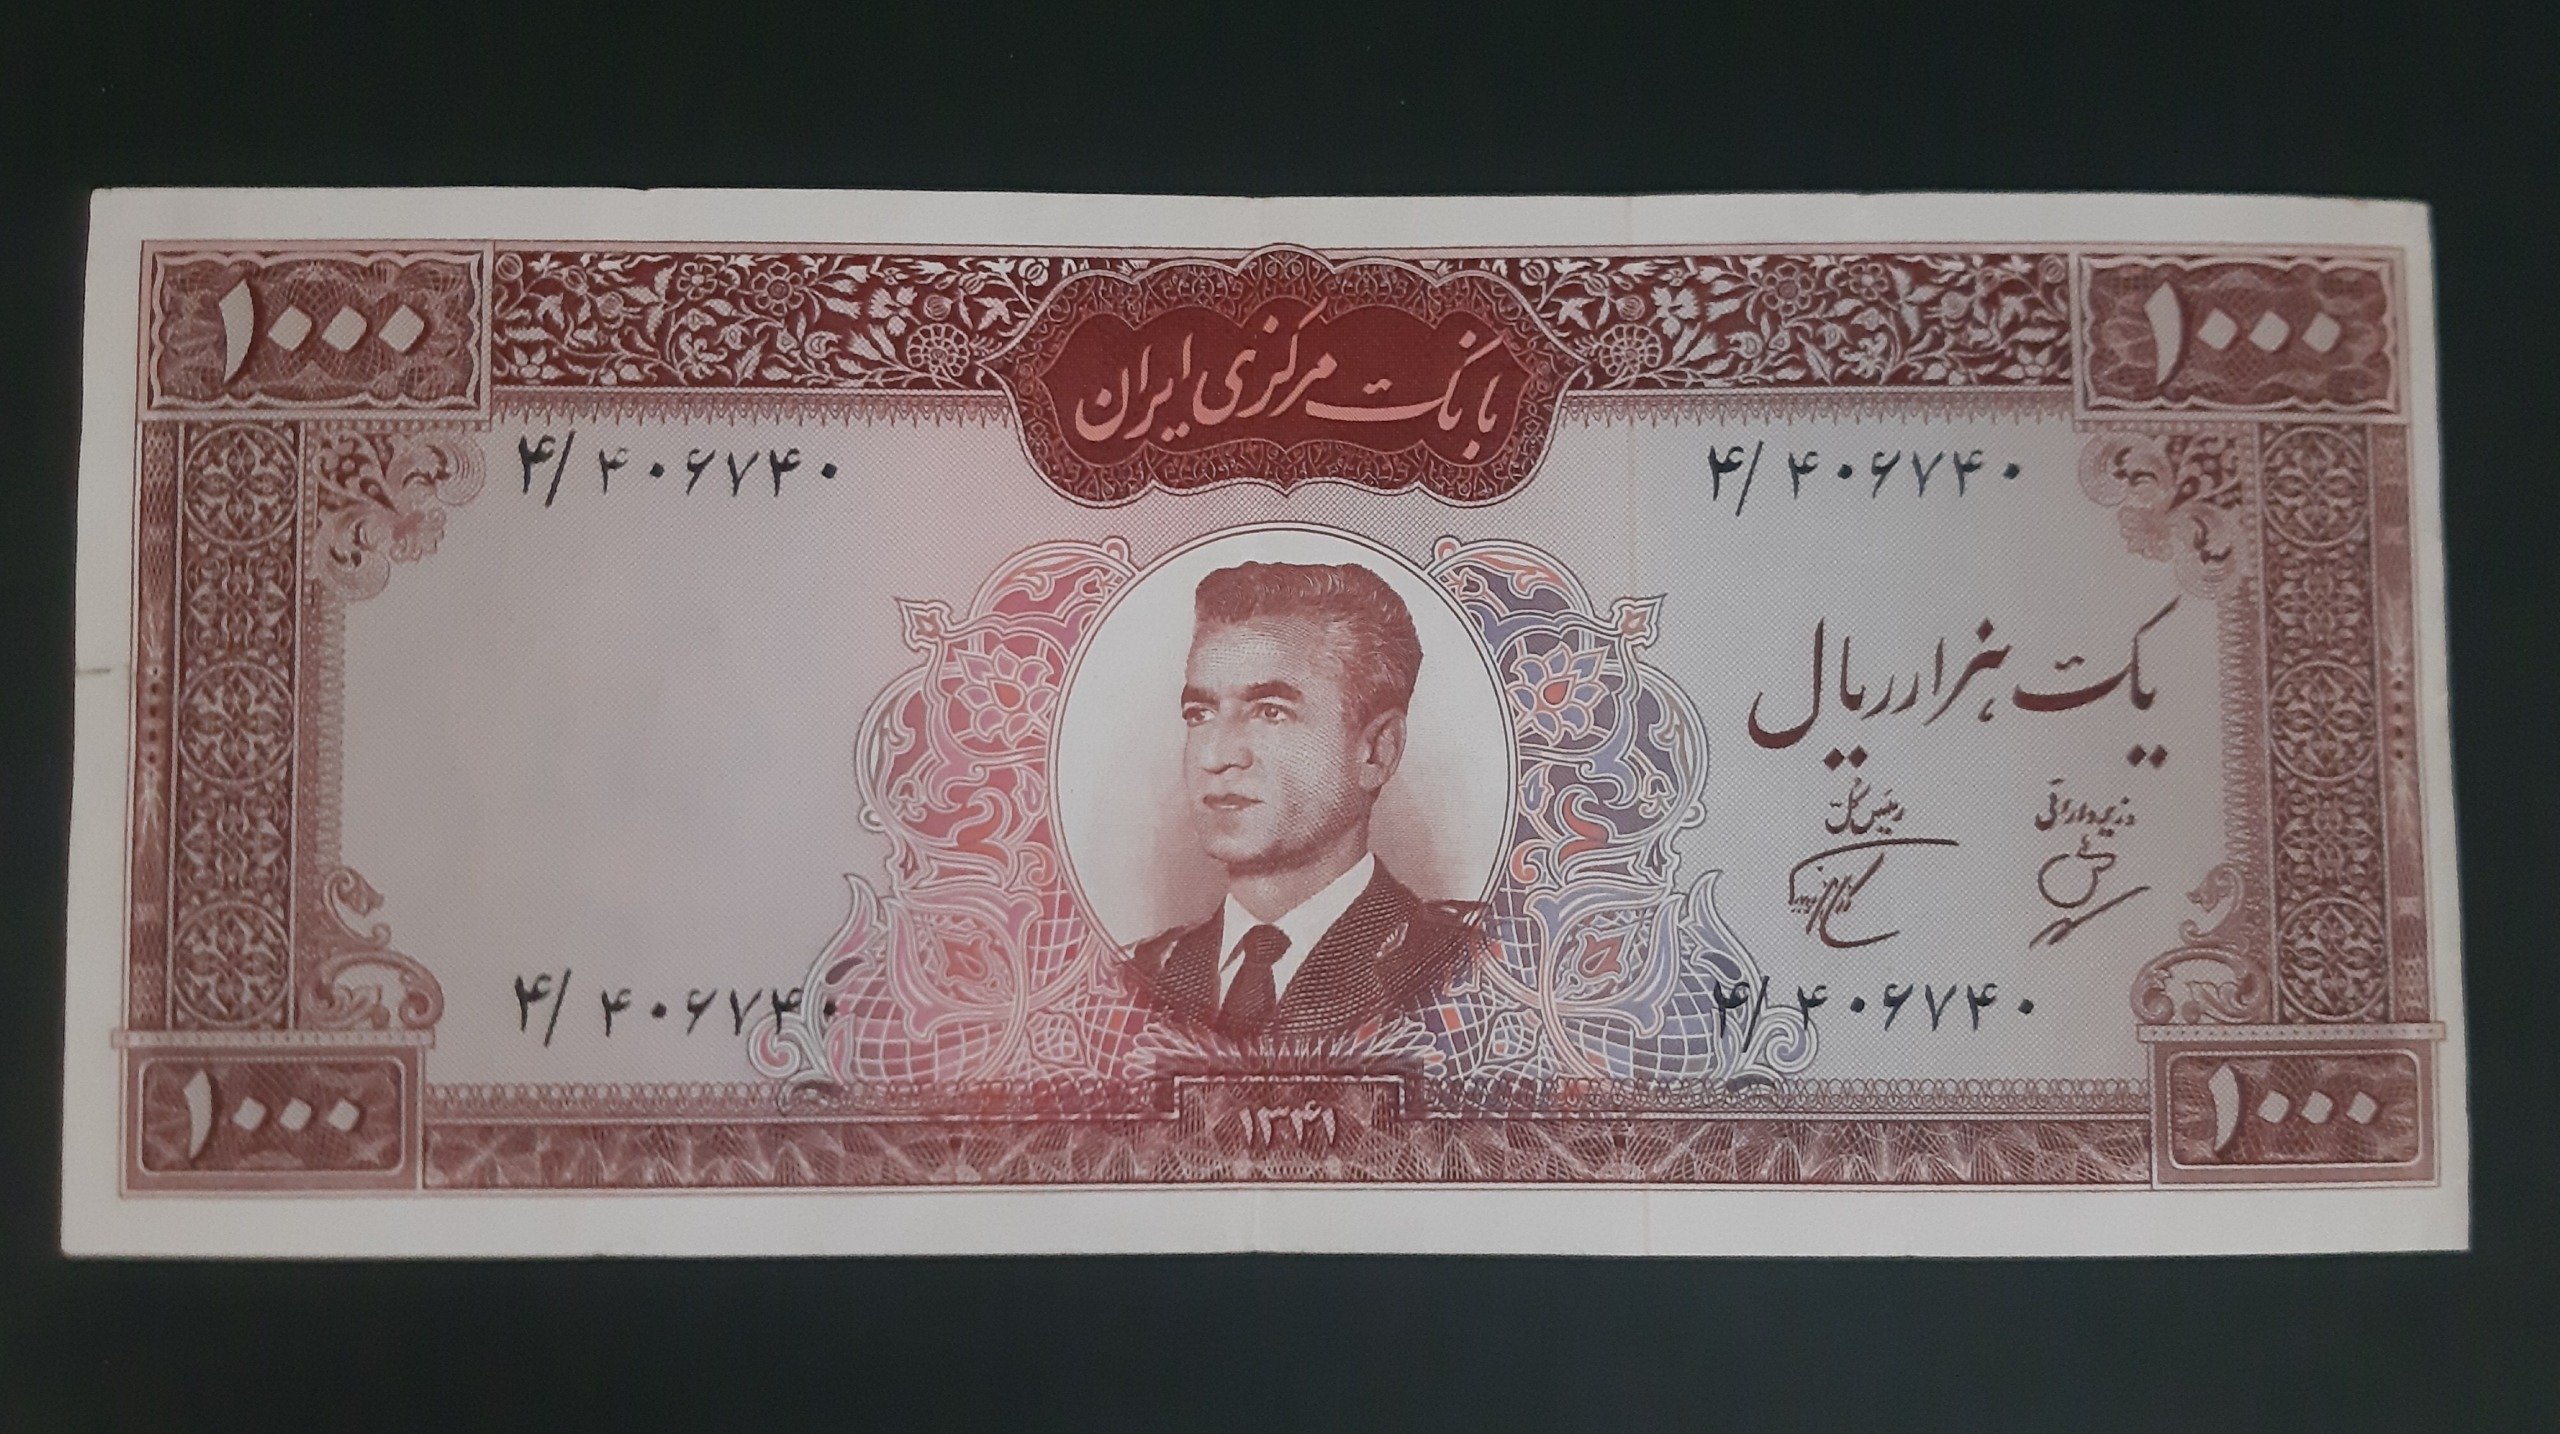 ۱۰۰۰
بانک مرکزی ایران
۱۰۰۰
۴/ ۴۰۶۷۴۰
۴/ ۴۰۶۷۴۰
یک هزار ریال
وزیر دارائی
رئیس کل
۴/ ۴۰۶۷۴۰
۴/ ۴۰۶۷۴۰
۱۰۰۰
۱۳۴۱
۱۰۰۰